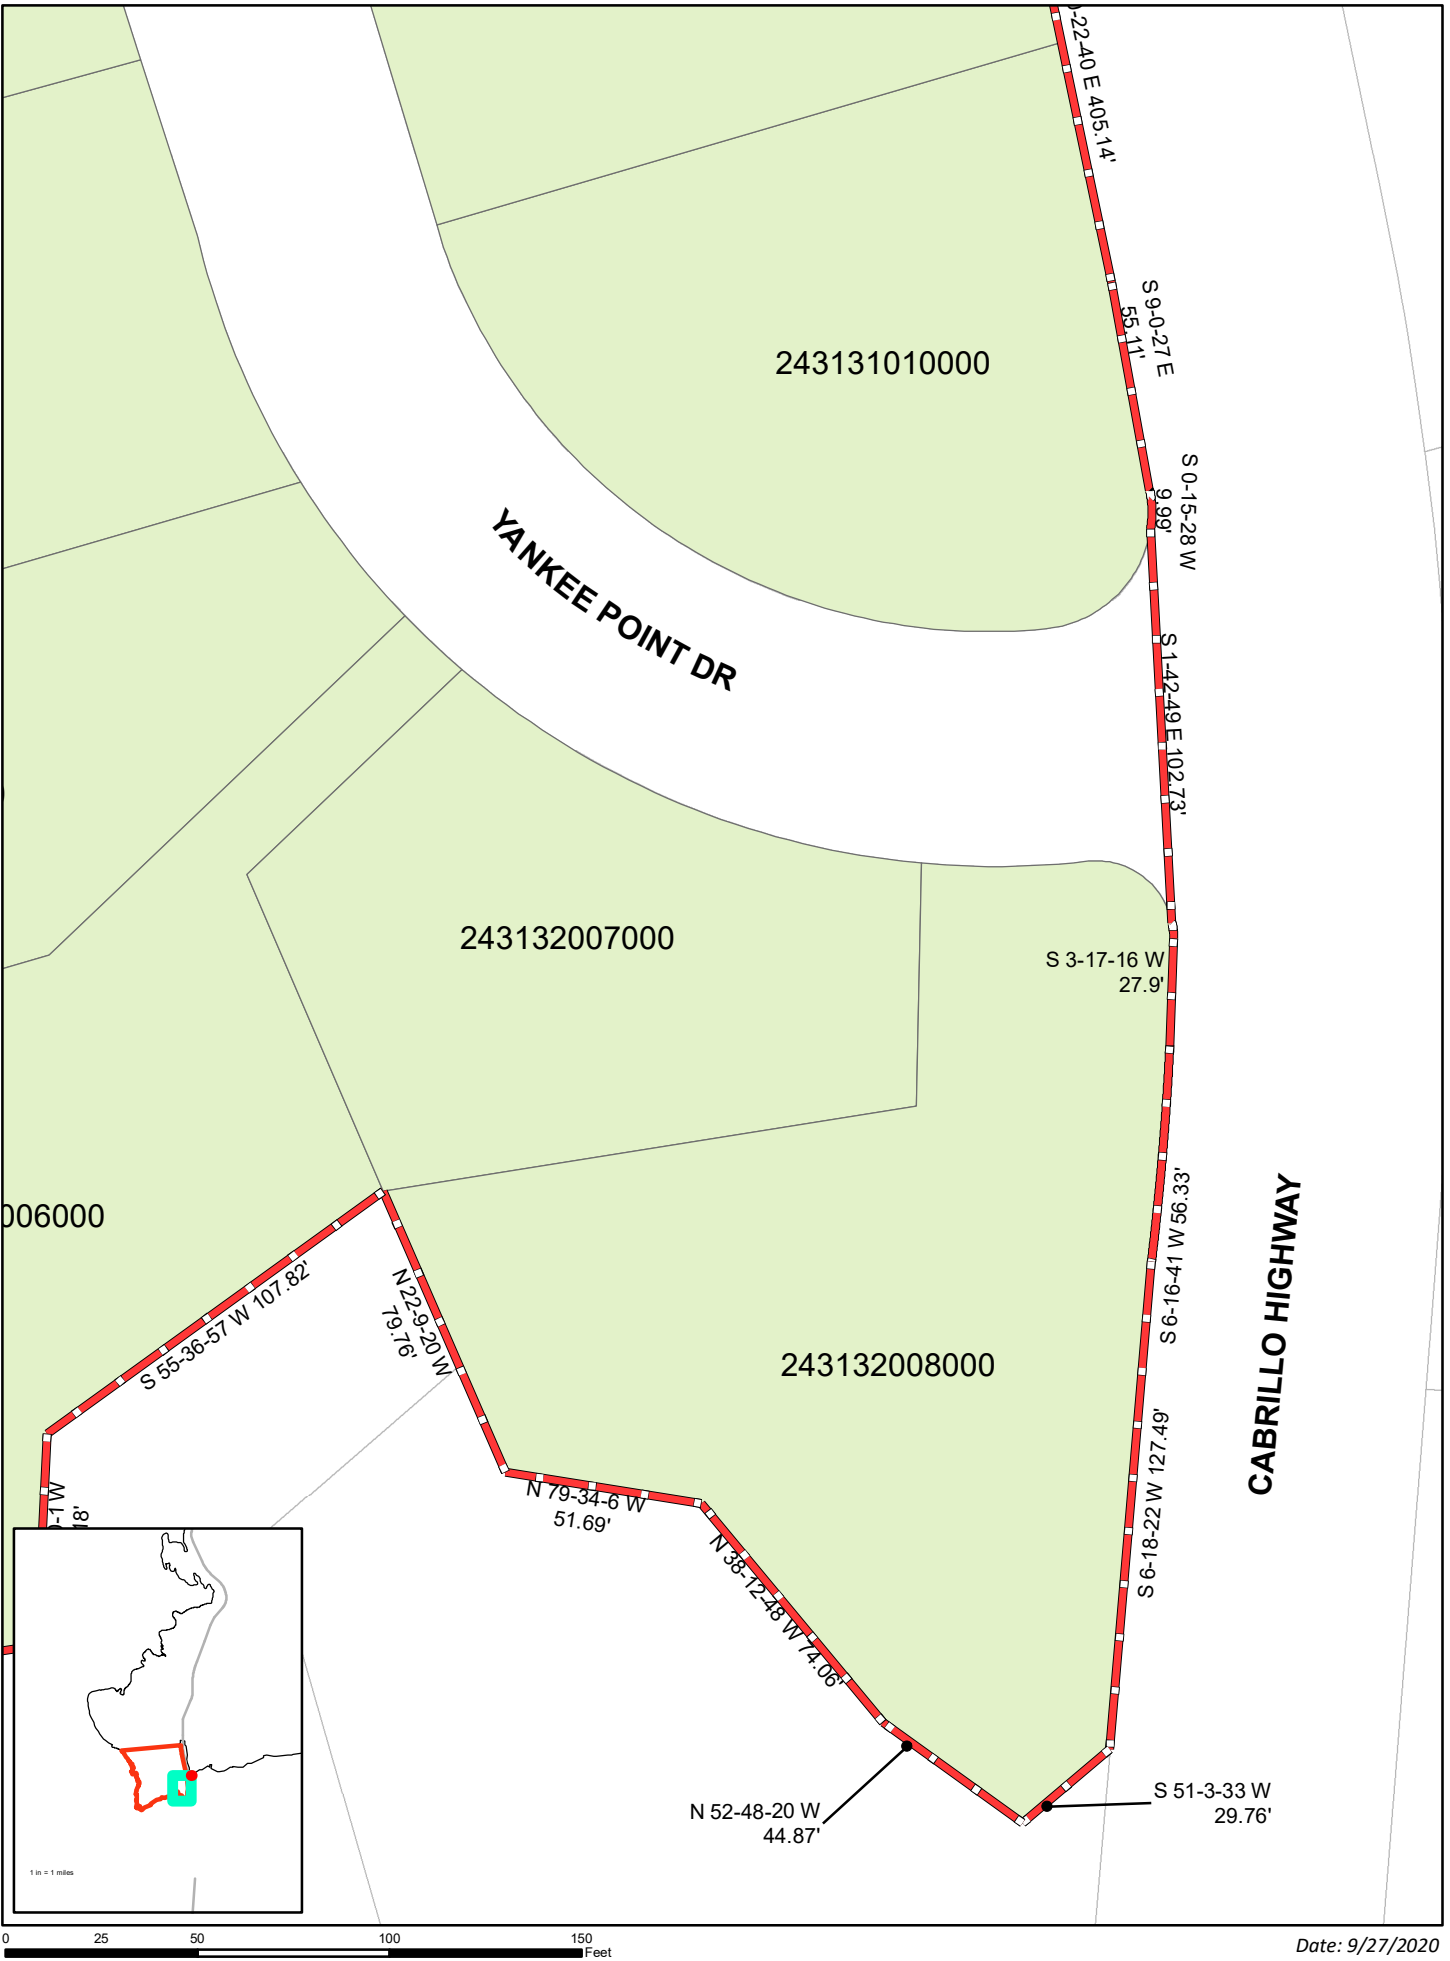 -22-40 E 405.14'
S 9-0-27 E
55.11'
243131010000
S 0-15-28 W
9.99'
YANKEE POINT DR
S 1-42-49 E 102.73'
243132007000
S 3-17-16 W
27.9'
006000
S 6-16-41 W 56.33'
CABRILLO HIGHWAY
S 55-36-57 W 107.82'
N 22-9-20 W
79.76'
243132008000
S 6-18-22 W 127.49'
N 79-34-6 W
51.69'
-1 W
18'
N 38-12-48 W 74.06'
N 52-48-20 W
44.87'
S 51-3-33 W
29.76'
1 in = 1 miles
0 25 50 100 150
Feet
Date: 9/27/2020